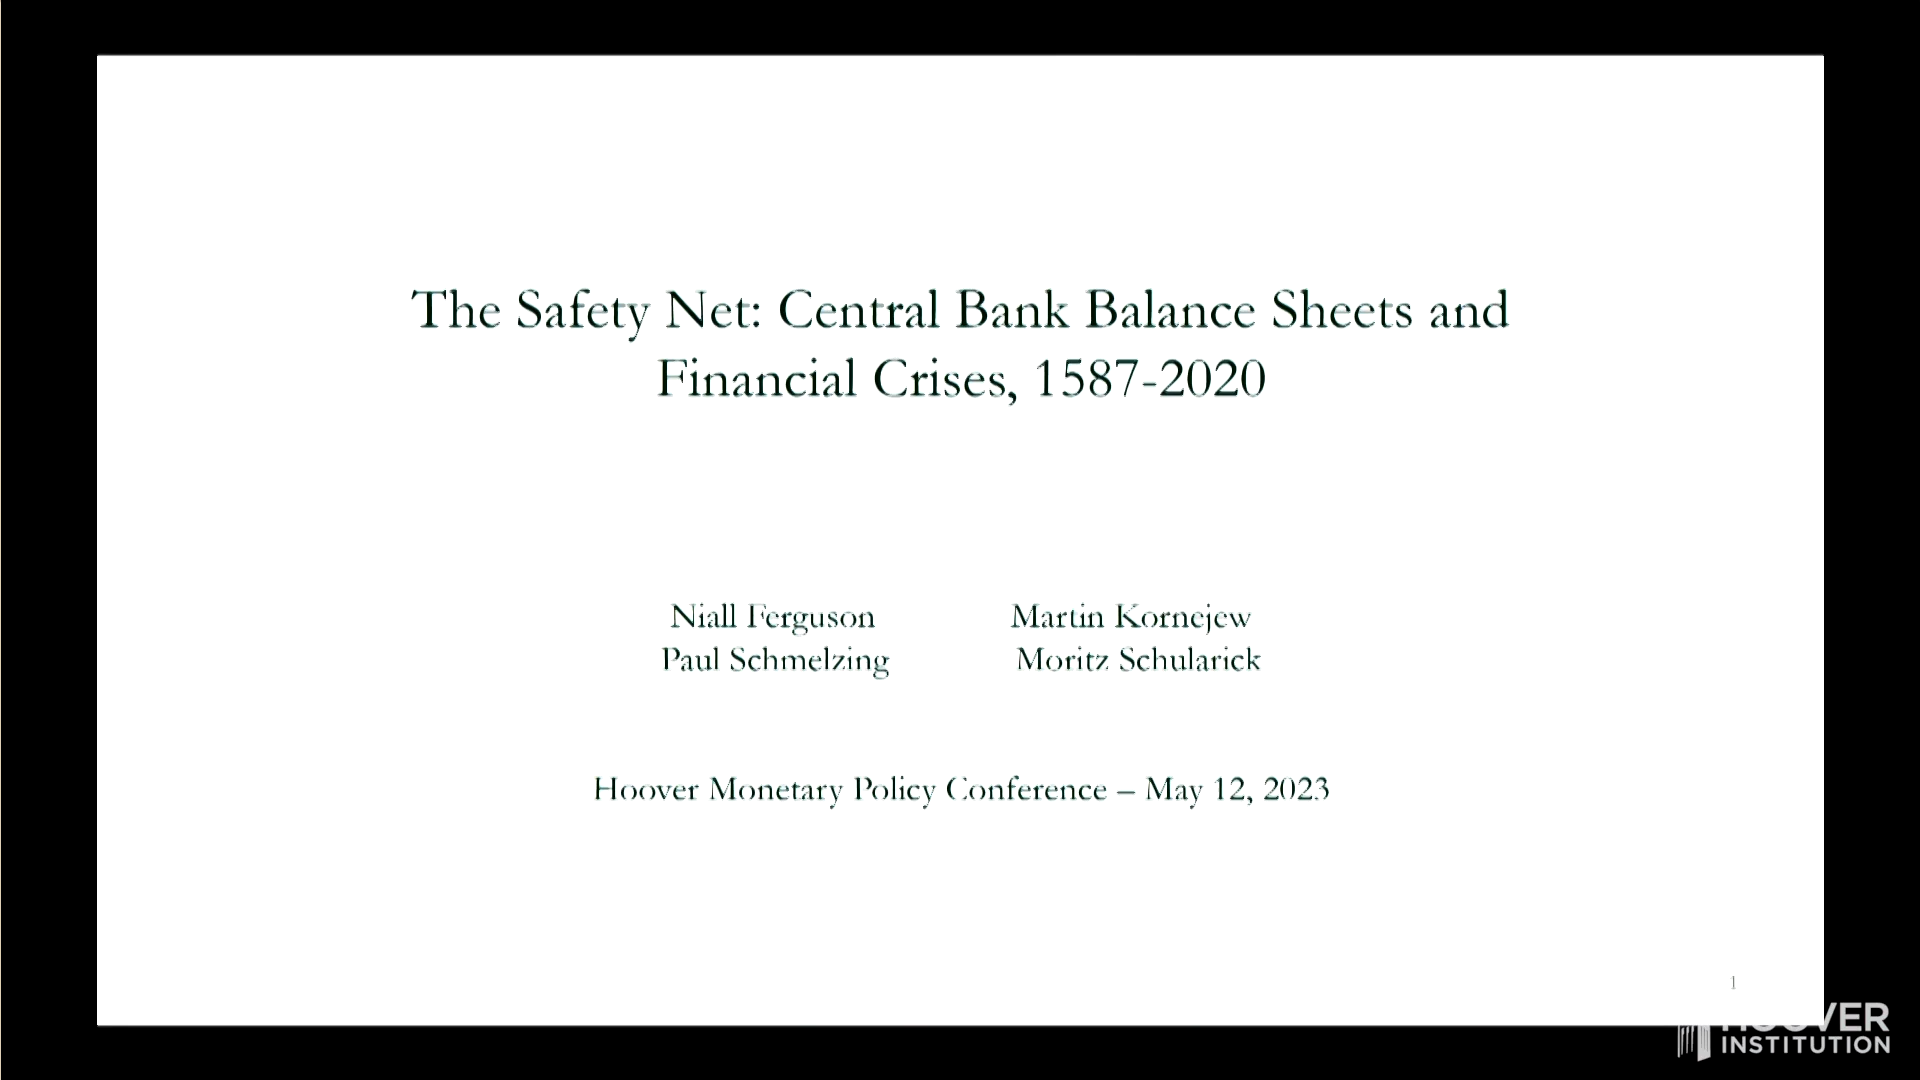 The Safety Net: Central Bank Balance Sheets and
Financial Crises, 1587-2020
Niall Ferguson Martin Kornejew
Paul Schmelzing Moritz Schularick
Hoover Monetary Policy Conference – May 12, 2023
1
HOOVER
INSTITUTION